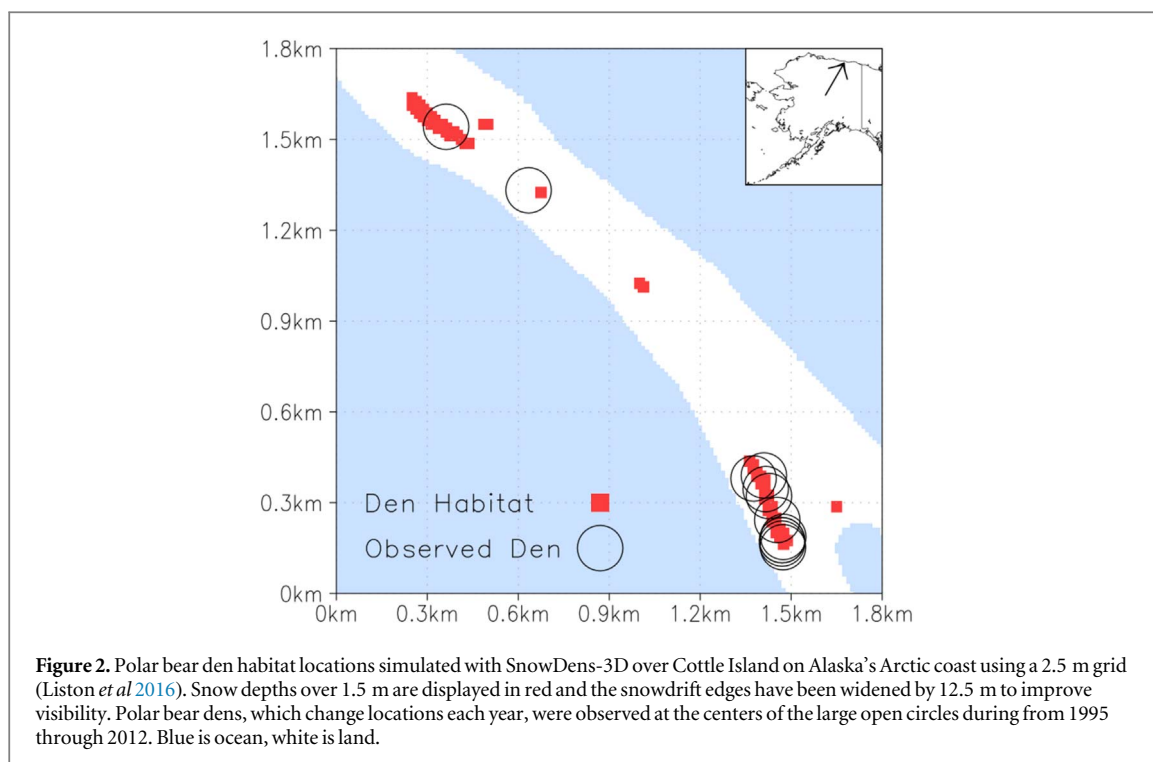 1.8km
1.5km
1.2km
0.9km
0.6km
0.3km
Den Habitat
Observed Den
0km
0km 0.3km 0.6km 0.9km 1.2km 1.5km 1.8km
Figure 2. Polar bear den habitat locations simulated with SnowDens-3D over Cottle Island on Alaska's Arctic coast using a 2.5 m grid
(Liston et al 2016). Snow depths over 1.5 m are displayed in red and the snowdrift edges have been widened by 12.5 m to improve
visibility. Polar bear dens, which change locations each year, were observed at the centers of the large open circles during from 1995
through 2012. Blue is ocean, white is land.